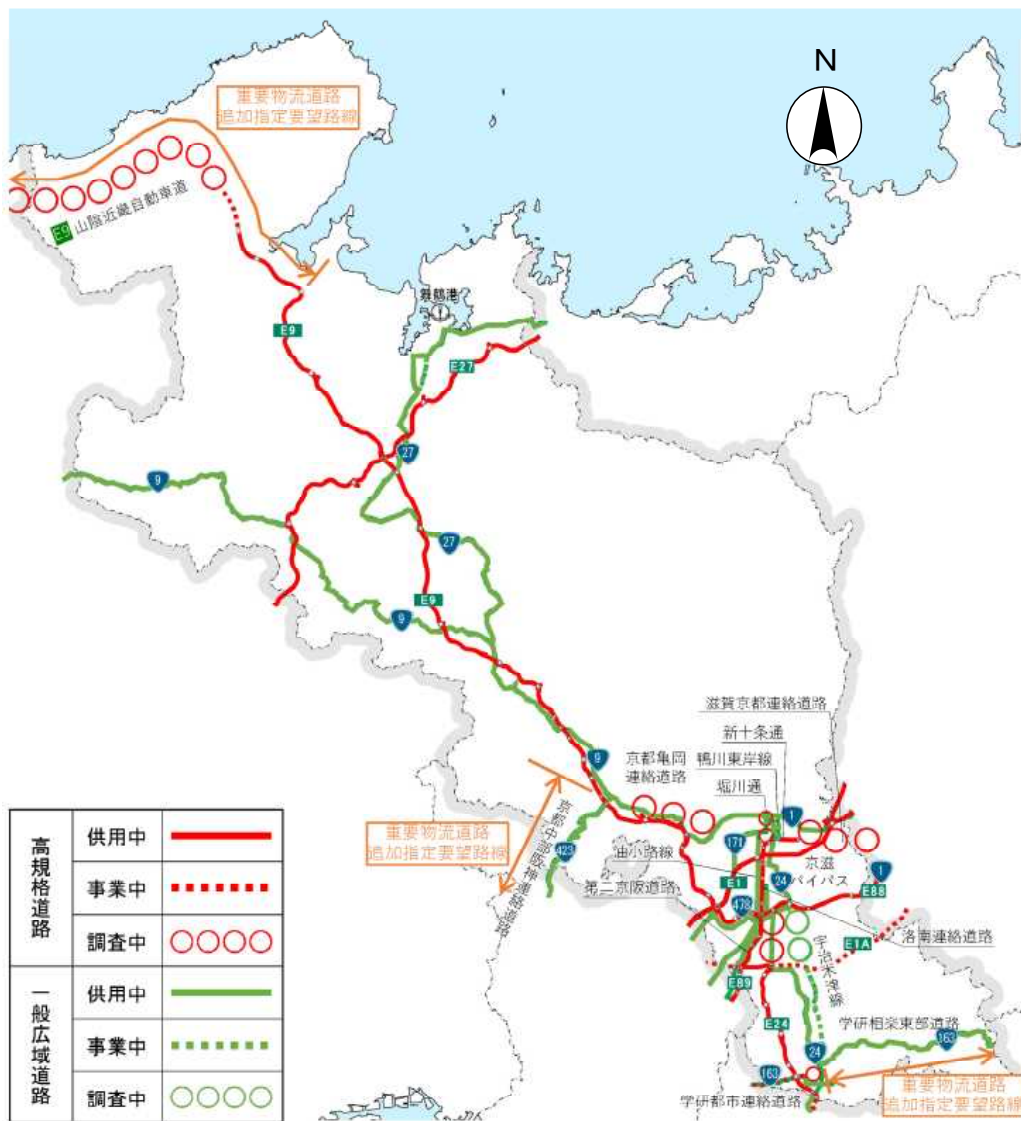 N
重要物流道路
追加指定要望路線
E9 山陰近畿自動車道
舞鶴港
E9
E27
27
9
27
E9
9
滋賀京都連絡道路
新十条通
鴨川東岸線
堀川通
9
京都亀岡
連絡道路
1
重要物流道路
追加指定要望路線
京都中部阪神連絡道路
423
油小路線
171
京滋
バイパス
1
第二京阪道路
E1
24
E88
478
洛南連絡道路
E1A
宇治木津線
E89
E24
学研相楽東部道路
163
24
163
学研都市連絡道路
重要物流道路
追加指定要望路線
高規格道路
供用中
事業中
調査中
一般広域道路
供用中
事業中
調査中